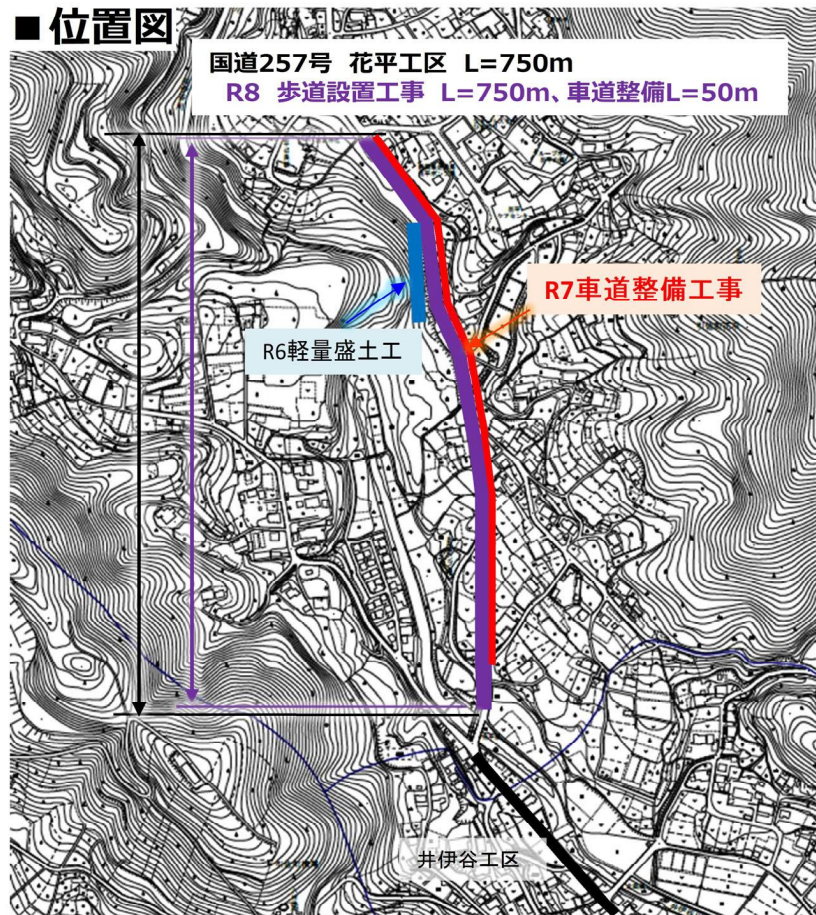 ■位置図
国道257号 花平工区 L=750m
R8 歩道設置工事 L=750m、車道整備L=50m
R7車道整備工事
R6軽量盛土工
井伊谷工区